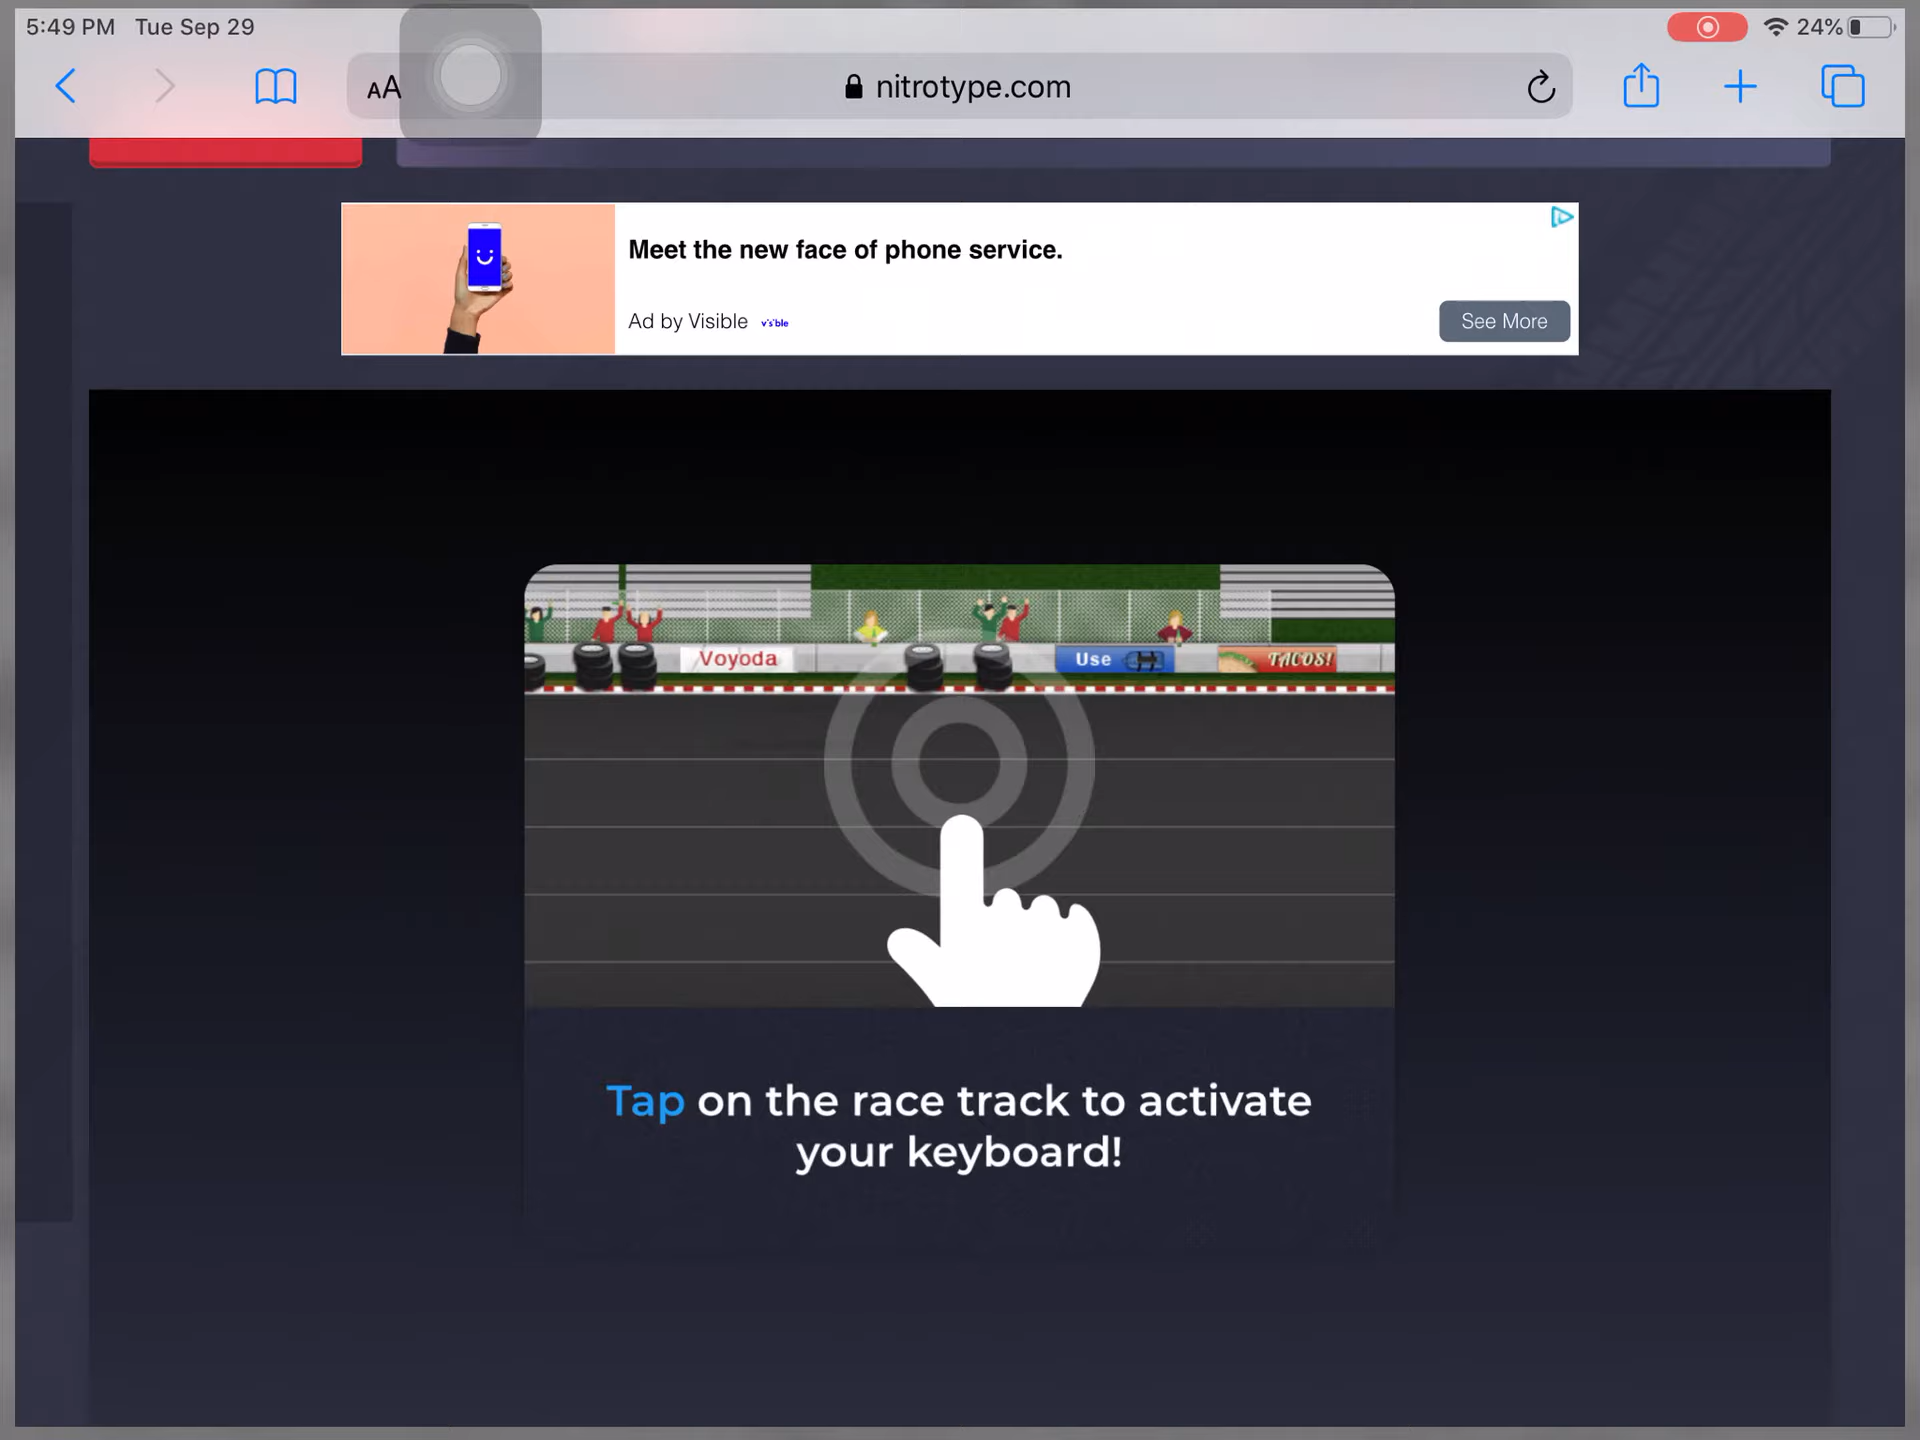 5:49 PM Tue Sep 29
24%
AA
nitrotype.com
Meet the new face of phone service.
Ad by Visible visible
See More
Voyoda
Use
TACOS!
Tap on the race track to activate
your keyboard!